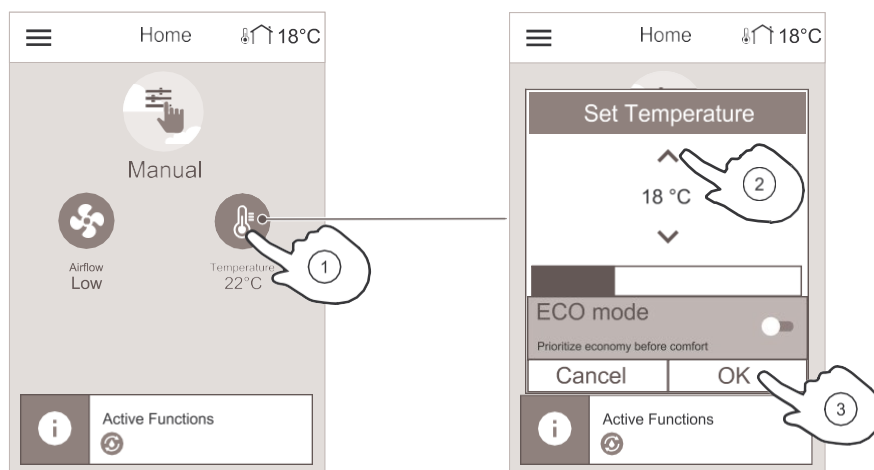 Home 18°C
Manual
Airflow
Low
Temperature
22°C
1
i
Active Functions
Home 18°C
Set Temperature
18 °C
2
ECO mode
Prioritize economy before comfort
Cancel OK
3
i
Active Functions